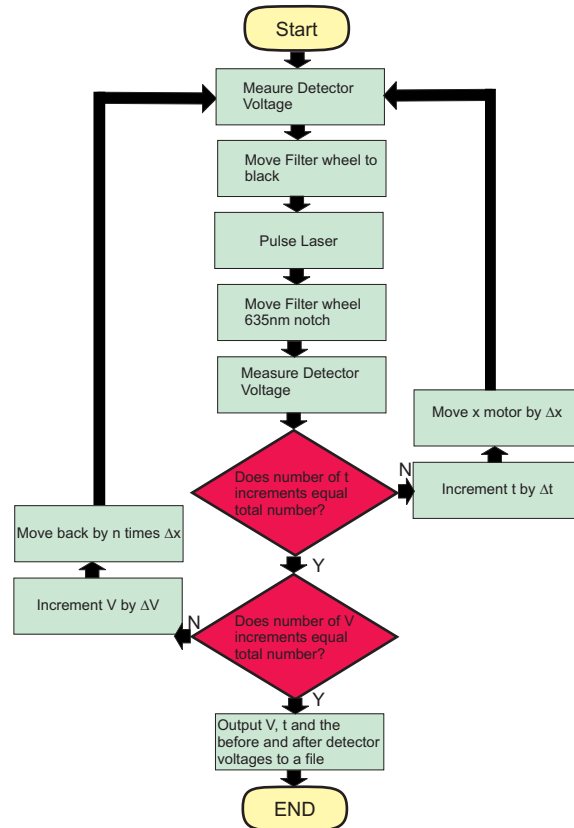 Start
Meaure Detector
Voltage
Move Filter wheel to
black
Pulse Laser
Move Filter wheel
635nm notch
Measure Detector
Voltage
Move x motor by Δx
Does number of t
increments equal
total number?
N
Increment t by Δt
Move back by n times Δx
Y
Increment V by ΔV
N
Does number of V
increments equal
total number?
Y
Output V, t and the
before and after detector
voltages to a file
END